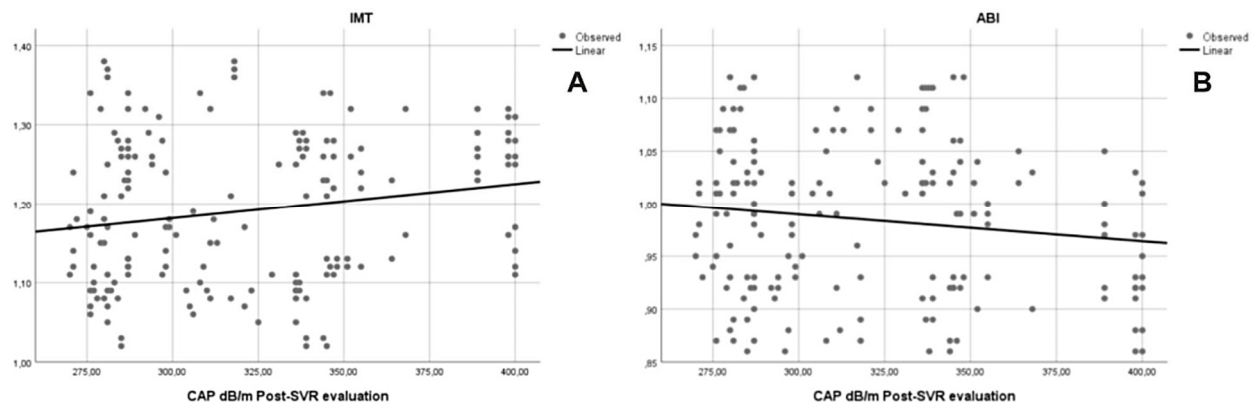 IMT
Observed
Linear
A
1,40
1,30
1,20
1,10
1,00
275,00 300,00 325,00 350,00 375,00 400,00
CAP dB/m Post-SVR evaluation
ABI
Observed
Linear
B
1,15
1,10
1,05
1,00
,95
,90
,85
275,00 300,00 325,00 350,00 375,00 400,00
CAP dB/m Post-SVR evaluation